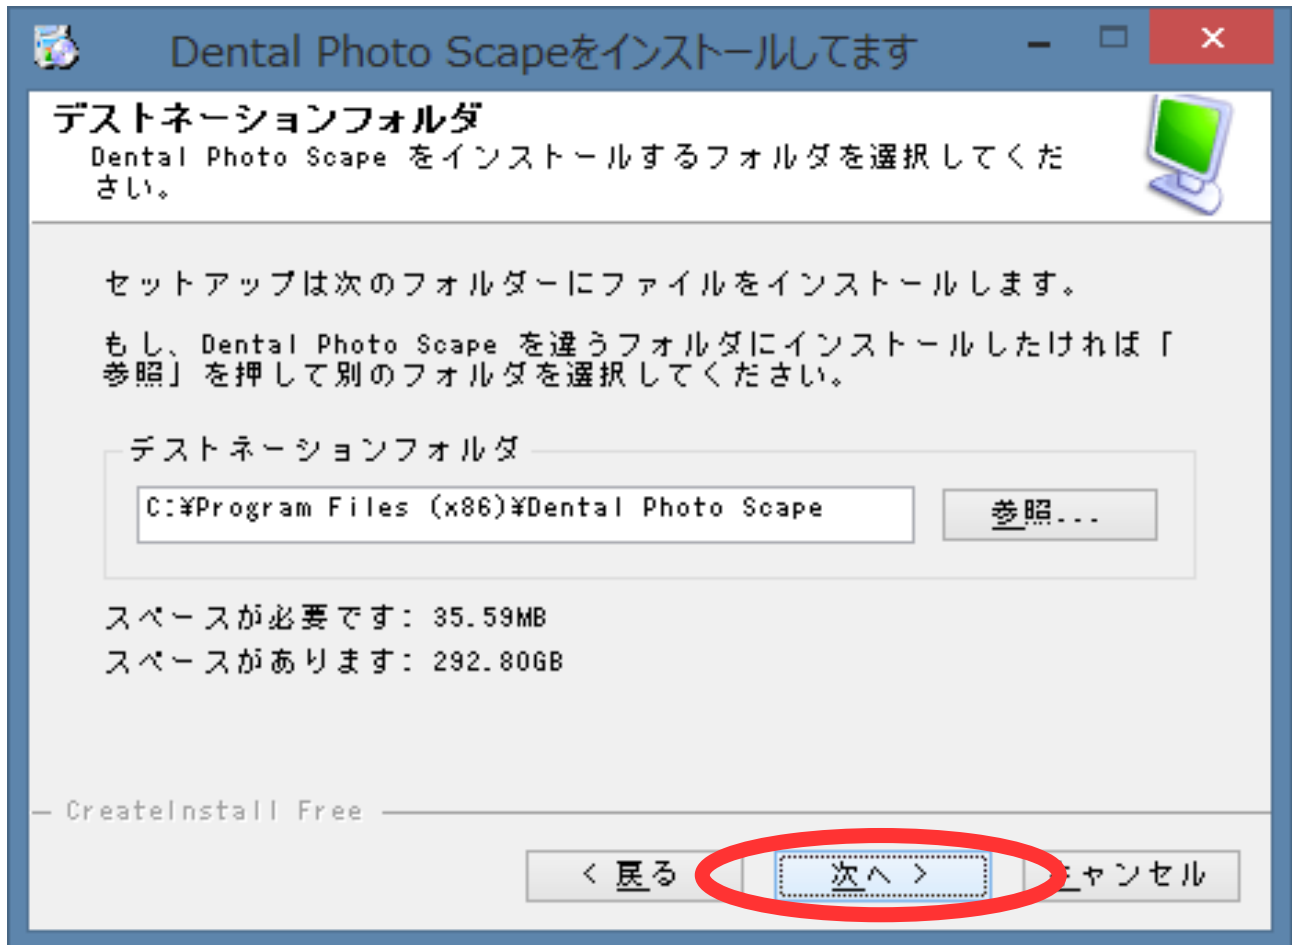 Dental Photo Scapeをインストールしてます
デストネーションフォルダ
Dental Photo Scape をインストールするフォルダを選択してくだ
さい。
セットアップは次のフォルダーにファイルをインストールします。
もし、Dental Photo Scape を違うフォルダにインストールしたければ「
参照」を押して別のフォルダを選択してください。
デストネーションフォルダ
C:¥Program Files (x86)¥Dental Photo Scape
参照...
スペースが必要です: 35.59MB
スペースがあります: 292.80GB
CreateInstall Free
< 戻る
次へ >
キャンセル